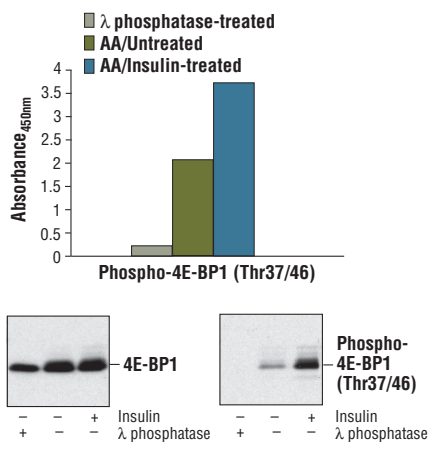 λ phosphatase-treated
AA/Untreated
AA/Insulin-treated
Absorbance450nm
4
3.5
3
2.5
2
1.5
1
0.5
0
Phospho-4E-BP1 (Thr37/46)
4E-BP1
– – + Insulin
+ – – λ phosphatase
Phospho-
4E-BP1
(Thr37/46)
– – + Insulin
+ – – λ phosphatase